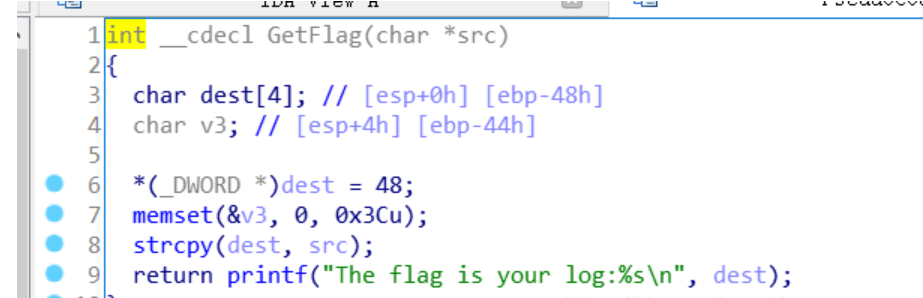 IDA View A
1 int __cdecl GetFlag(char *src)
2 {
3 char dest[4]; // [esp+0h] [ebp-48h]
4 char v3; // [esp+4h] [ebp-44h]
5
6 *(_DWORD *)dest = 48;
7 memset(&v3, 0, 0x3Cu);
8 strcpy(dest, src);
9 return printf("The flag is your log:%s\n", dest);